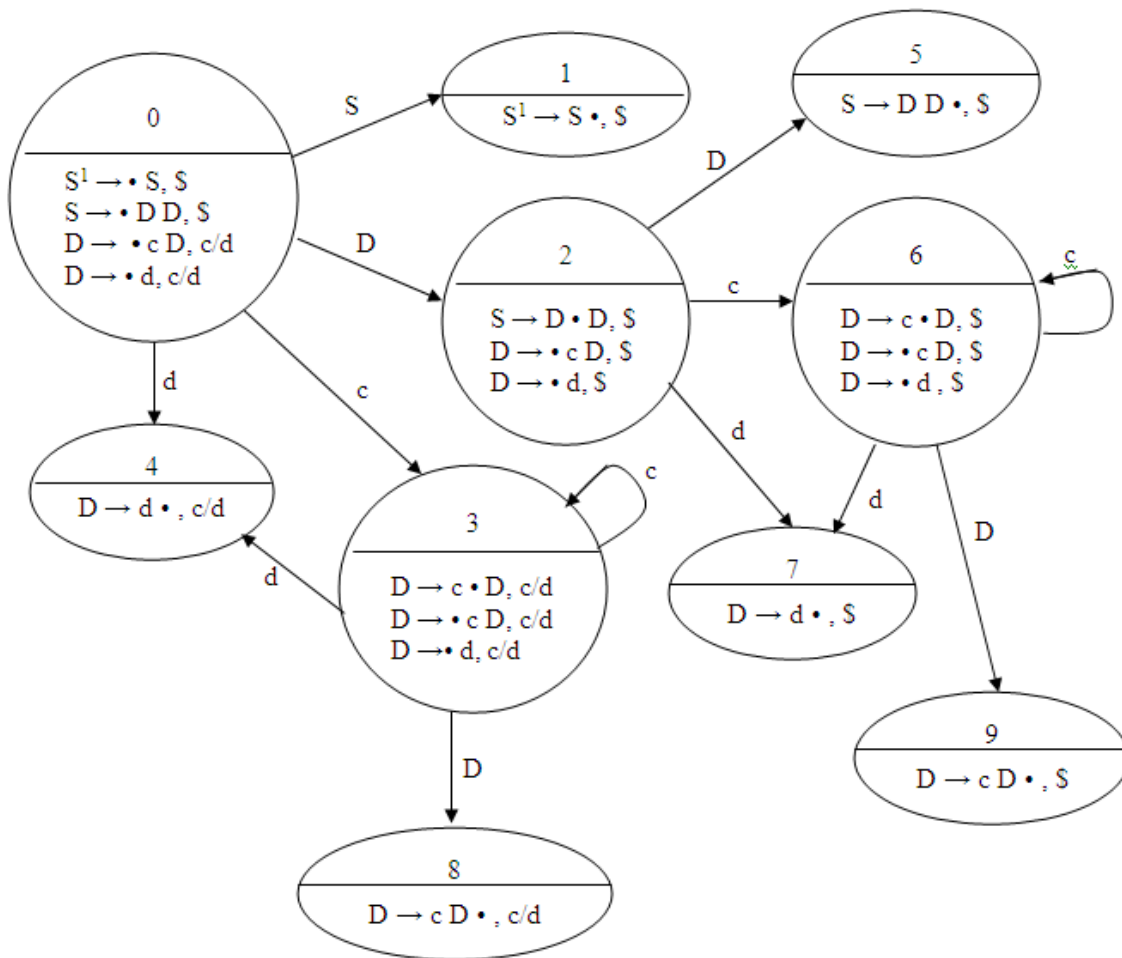 0
S¹ → • S, $
S → • D D, $
D → • c D, c/d
D → • d, c/d
S
1
S¹ → S •, $
5
S → D D •, $
D
D
2
S → D • D, $
D → • c D, $
D → • d, $
c
6
D → c • D, $
D → • c D, $
D → • d , $
c
d
c
d
d
D
4
D → d • , c/d
3
D → c • D, c/d
D → • c D, c/d
D →• d, c/d
c
d
7
D → d • , $
D
9
D → c D • , $
8
D → c D • , c/d